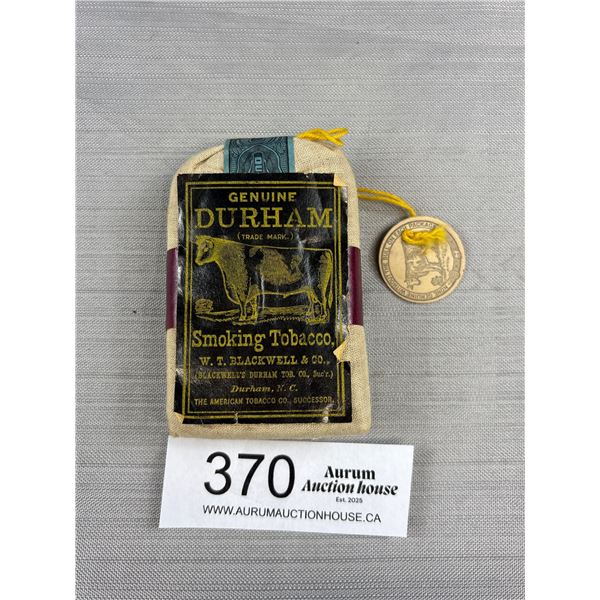 GENUINE
DURHAM
(TRADE MARK.)
Smoking Tobacco,
W. T. BLACKWELL & CO.,
(BLACKWELL'S DURHAM TOB. CO., Suc'r.)
Durham, N. C.
THE AMERICAN TOBACCO CO., SUCCESSOR.
370
Aurum
Auction house
Est. 2025
WWW.AURUMAUCTIONHOUSE.CA